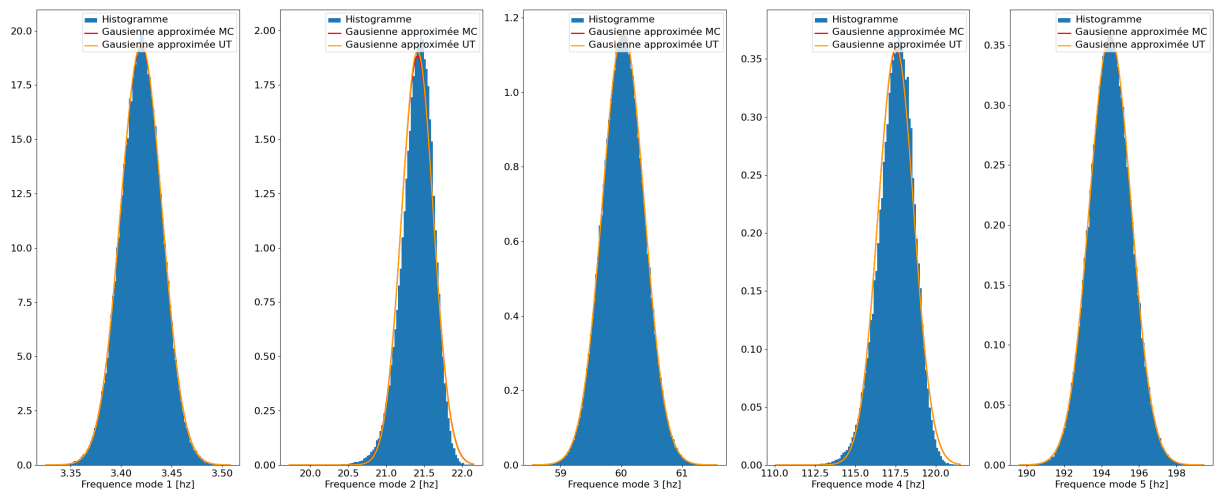 Histogramme
Gausienne approximée MC
Gausienne approximée UT
20.0
17.5
15.0
12.5
10.0
7.5
5.0
2.5
0.0
3.35 3.40 3.45 3.50
Frequence mode 1 [hz]
Histogramme
Gausienne approximée MC
Gausienne approximée UT
2.00
1.75
1.50
1.25
1.00
0.75
0.50
0.25
0.00
20.0 20.5 21.0 21.5 22.0
Frequence mode 2 [hz]
Histogramme
Gausienne approximée MC
Gausienne approximée UT
1.2
1.0
0.8
0.6
0.4
0.2
0.0
59 60 61
Frequence mode 3 [hz]
Histogramme
Gausienne approximée MC
Gausienne approximée UT
0.35
0.30
0.25
0.20
0.15
0.10
0.05
0.00
110.0 112.5 115.0 117.5 120.0
Frequence mode 4 [hz]
Histogramme
Gausienne approximée MC
Gausienne approximée UT
0.35
0.30
0.25
0.20
0.15
0.10
0.05
0.00
190 192 194 196 198
Frequence mode 5 [hz]